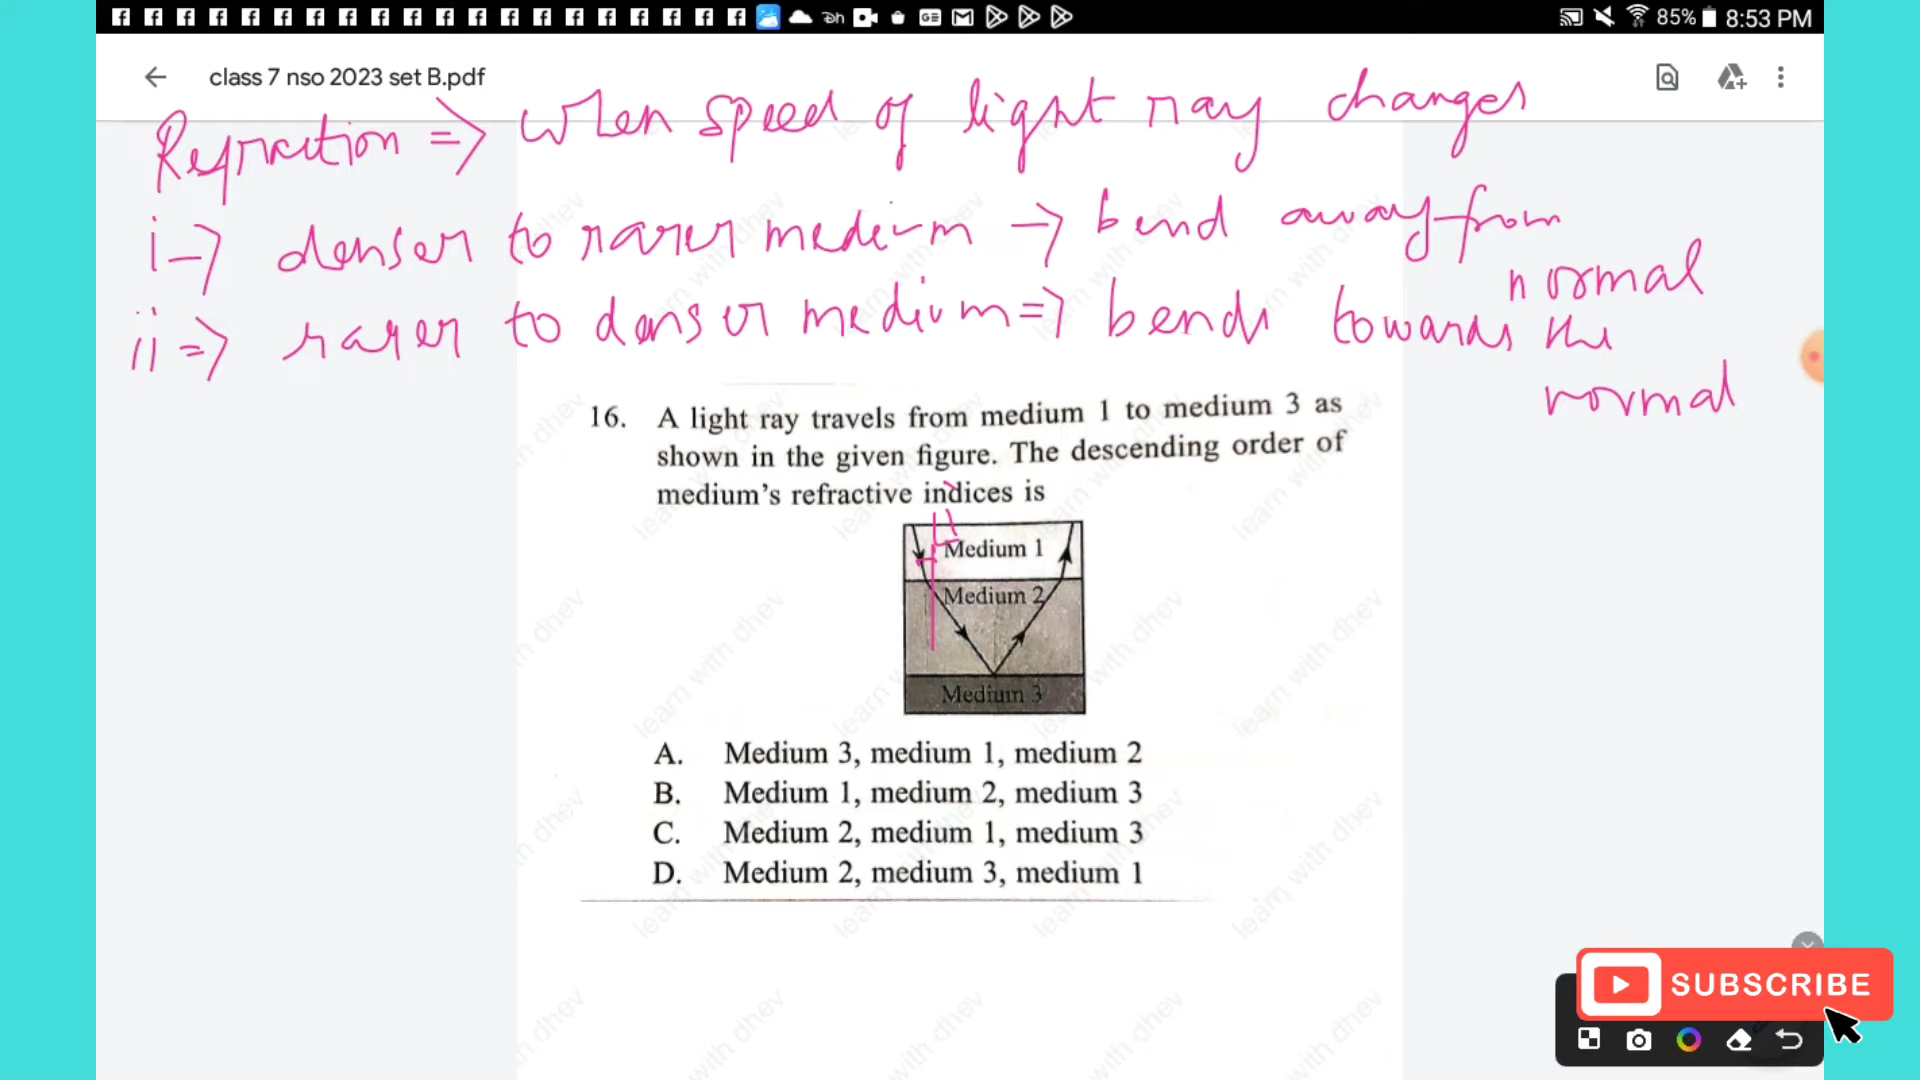 85% 8:53 PM
class 7 nso 2023 set B.pdf
Refraction => when speed of light ray changes
i -> denser to rarer medium -> bend away from
normal
ii => rarer to denser medium => bends towards the
normal
16. A light ray travels from medium 1 to medium 3 as
shown in the given figure. The descending order of
medium's refractive indices is
Medium 1
Medium 2
Medium 3
A. Medium 3, medium 1, medium 2
B. Medium 1, medium 2, medium 3
C. Medium 2, medium 1, medium 3
D. Medium 2, medium 3, medium 1
learn with dhev
SUBSCRIBE